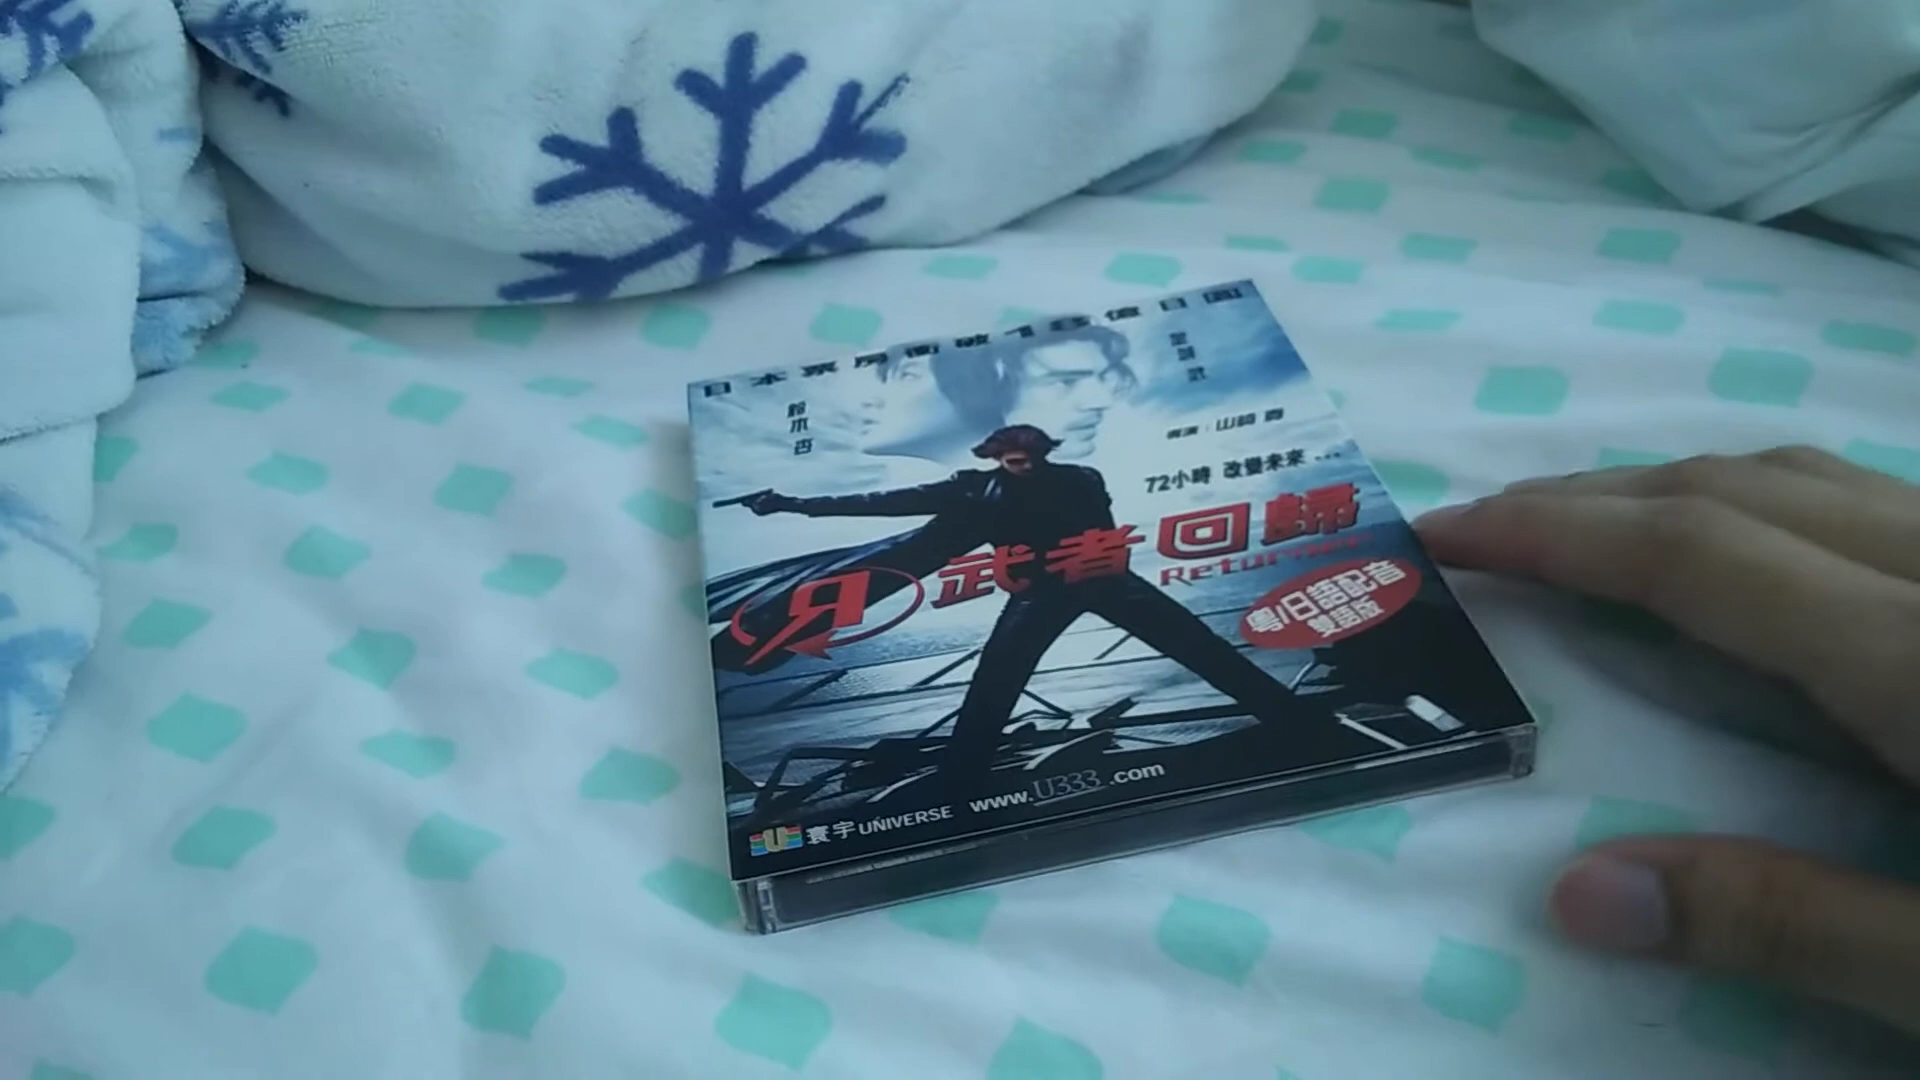 日本票房衝破16億日圓
金城武
鈴木杏
導演：山崎 貴
72小時 改變未來 ...
武者回歸
Returner
粵/日語配音
雙語版
寰宇 UNIVERSE www.U333.com